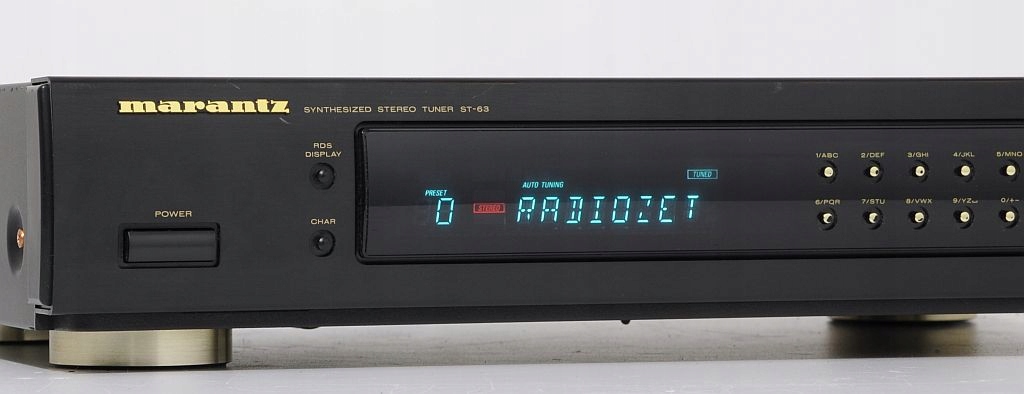 marantz SYNTHESIZED STEREO TUNER ST-63
RDS
DISPLAY
POWER
CHAR
TUNED
AUTO TUNING
PRESET
0 STEREO RADIOZET
1/ABC 2/DEF 3/GHI 4/JKL 5/MNO
6/PQR 7/STU 8/VWX 9/YZ␣ 0/+−